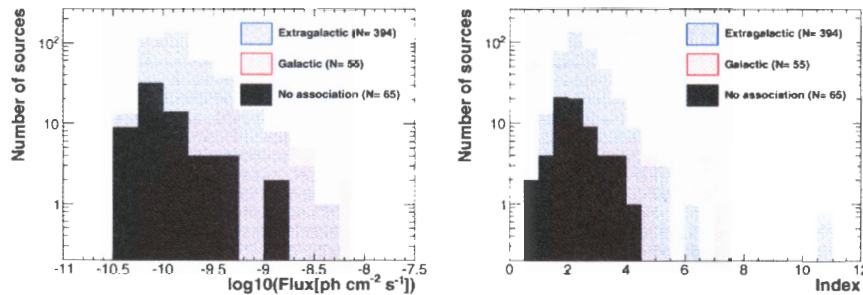 Number of sources
10²
10
1
Extragalactic (N= 394)
Galactic (N= 55)
No association (N= 65)
-11 -10.5 -10 -9.5 -9 -8.5 -8 -7.5
log10(Flux[ph cm⁻² s⁻¹])
Number of sources
10²
10
1
Extragalactic (N= 394)
Galactic (N= 55)
No association (N= 65)
0 2 4 6 8 10 12
Index